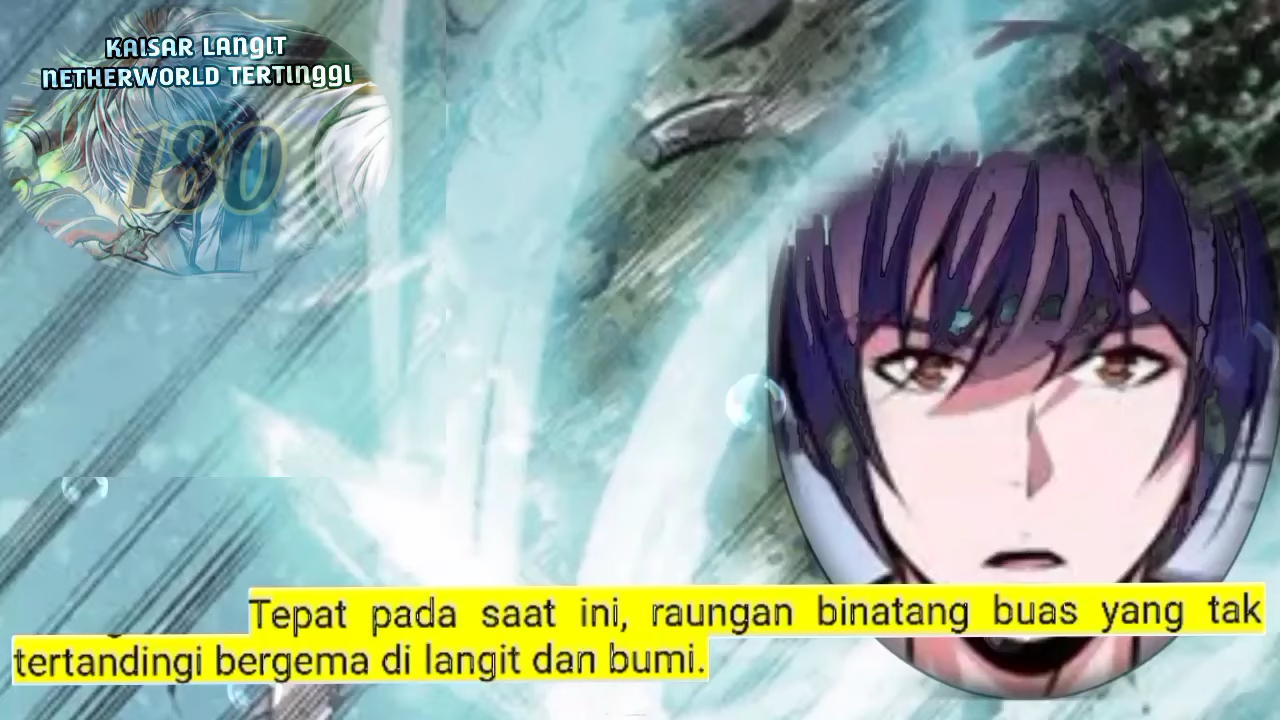 KAISAR LANGIT
NETHERWORLD TERTINGGI
180
Tepat pada saat ini, raungan binatang buas yang tak
tertandingi bergema di langit dan bumi.